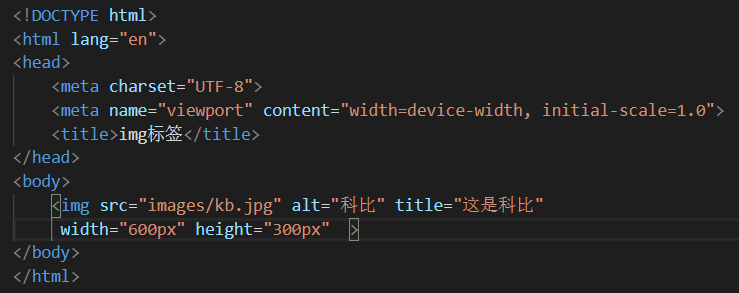 <!DOCTYPE html>
<html lang="en">
<head>
    <meta charset="UTF-8">
    <meta name="viewport" content="width=device-width, initial-scale=1.0">
    <title>img标签</title>
</head>
<body>
    <img src="images/kb.jpg" alt="科比" title="这是科比"
     width="600px" height="300px"  >
</body>
</html>